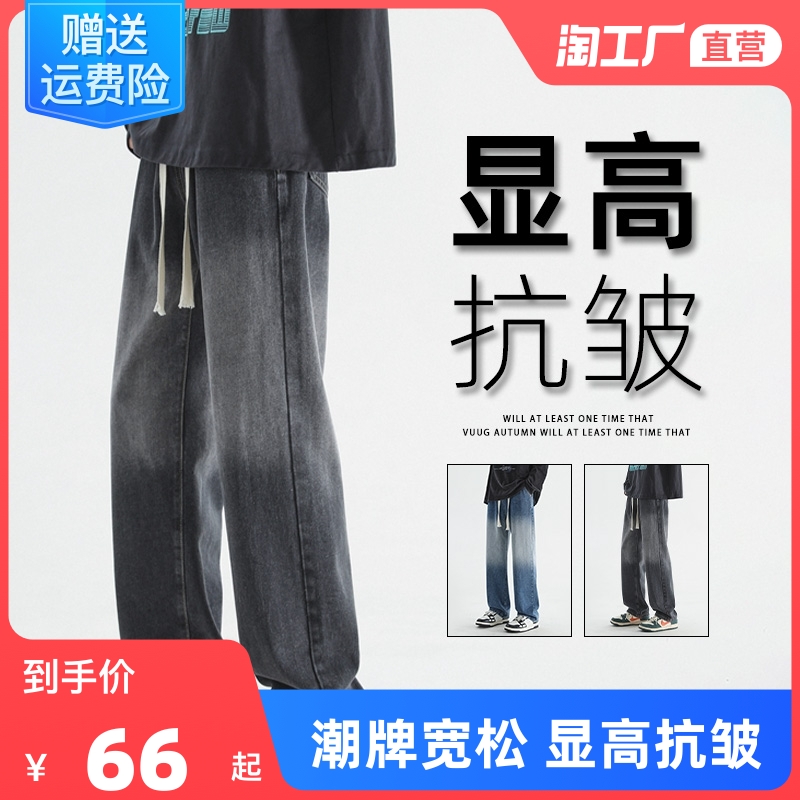 赠送
运费险
淘工厂 直营
显高
抗皱
WILL AT LEAST ONE TIME THAT
VUUG AUTUMN WILL AT LEAST ONE TIME THAT
到手价
¥ 66 起
潮牌宽松 显高抗皱